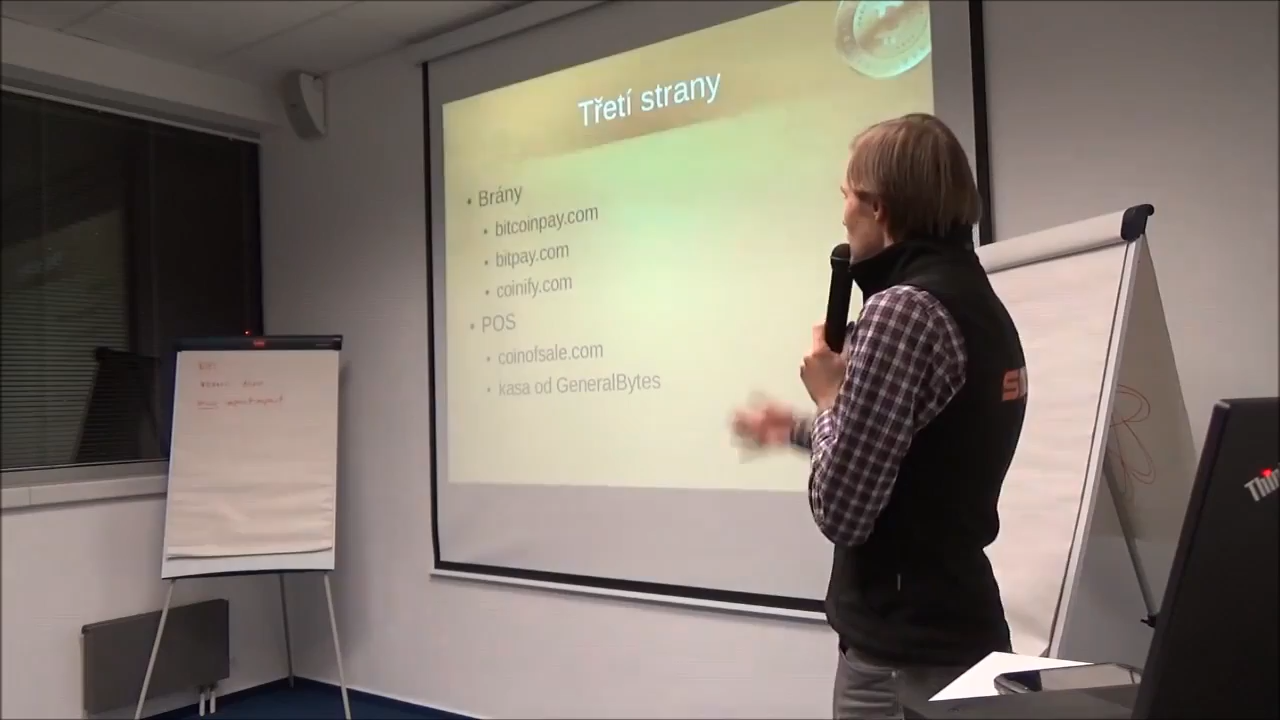 Třetí strany
• Brány
• bitcoinpay.com
• bitpay.com
• coinify.com
• POS
• coinofsale.com
• kasa od GeneralBytes